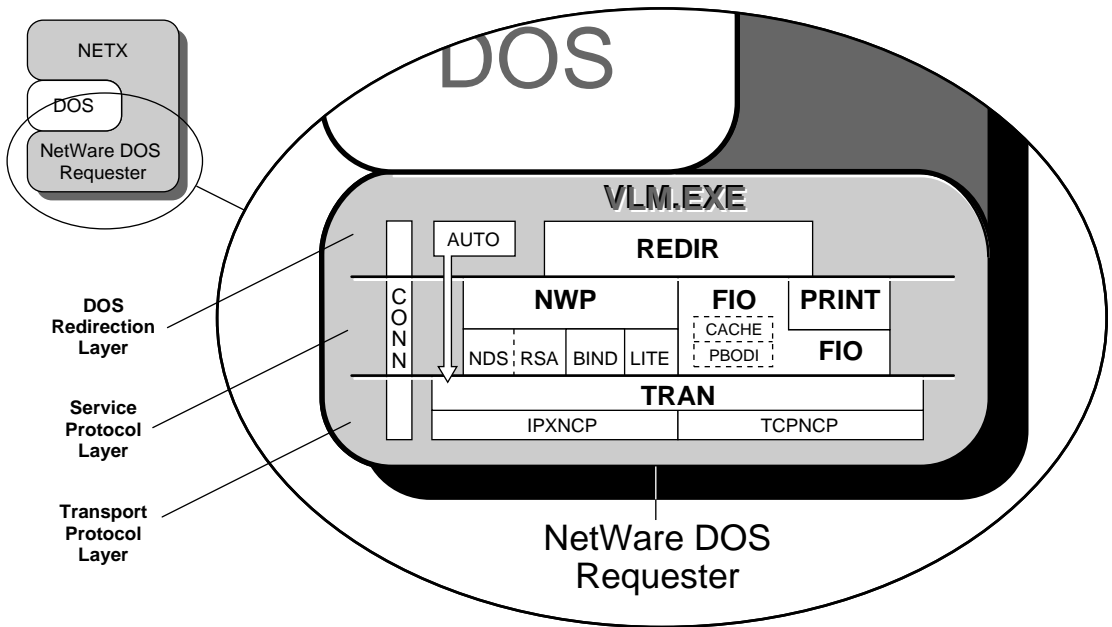 NETX
DOS
NetWare DOS
Requester
DOS
VLM.EXE
AUTO
REDIR
CONN
NWP
FIO
PRINT
CACHE
PBODI
NDS
RSA
BIND
LITE
FIO
TRAN
IPXNCP
TCPNCP
DOS
Redirection
Layer
Service
Protocol
Layer
Transport
Protocol
Layer
NetWare DOS
Requester